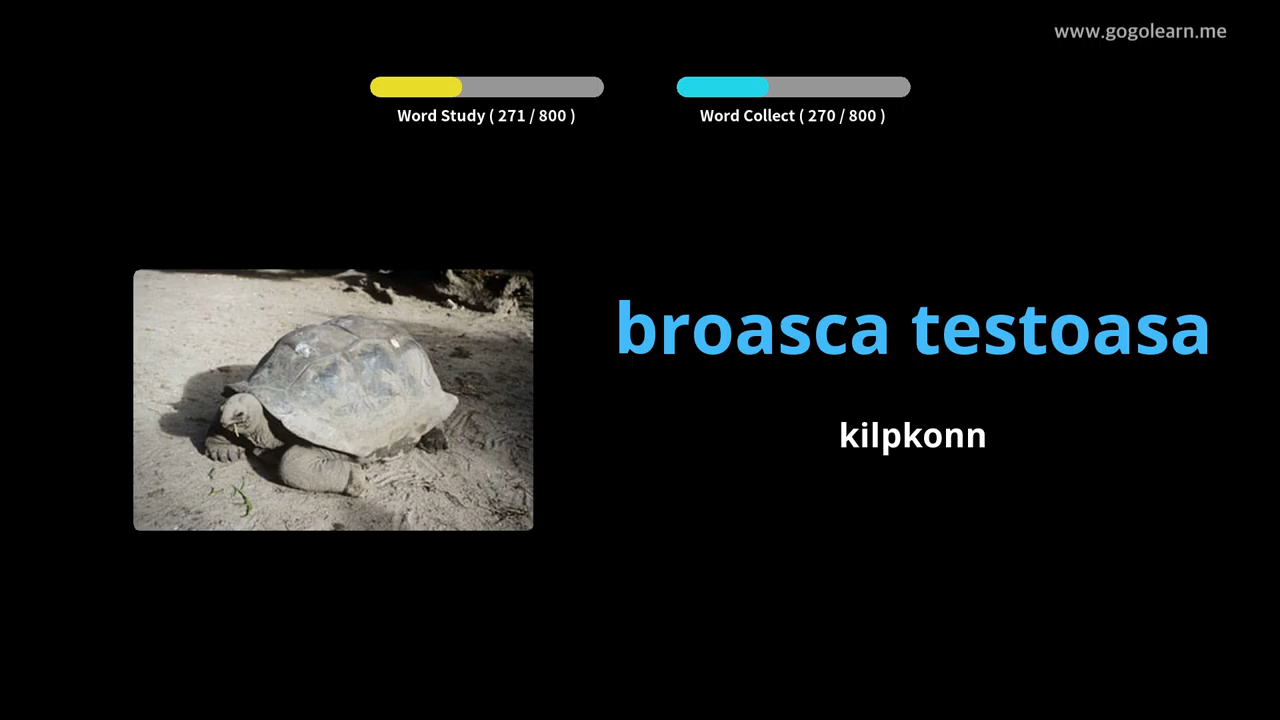 www.gogolearn.me
Word Study ( 271 / 800 )
Word Collect ( 270 / 800 )
broasca testoasa
kilpkonn